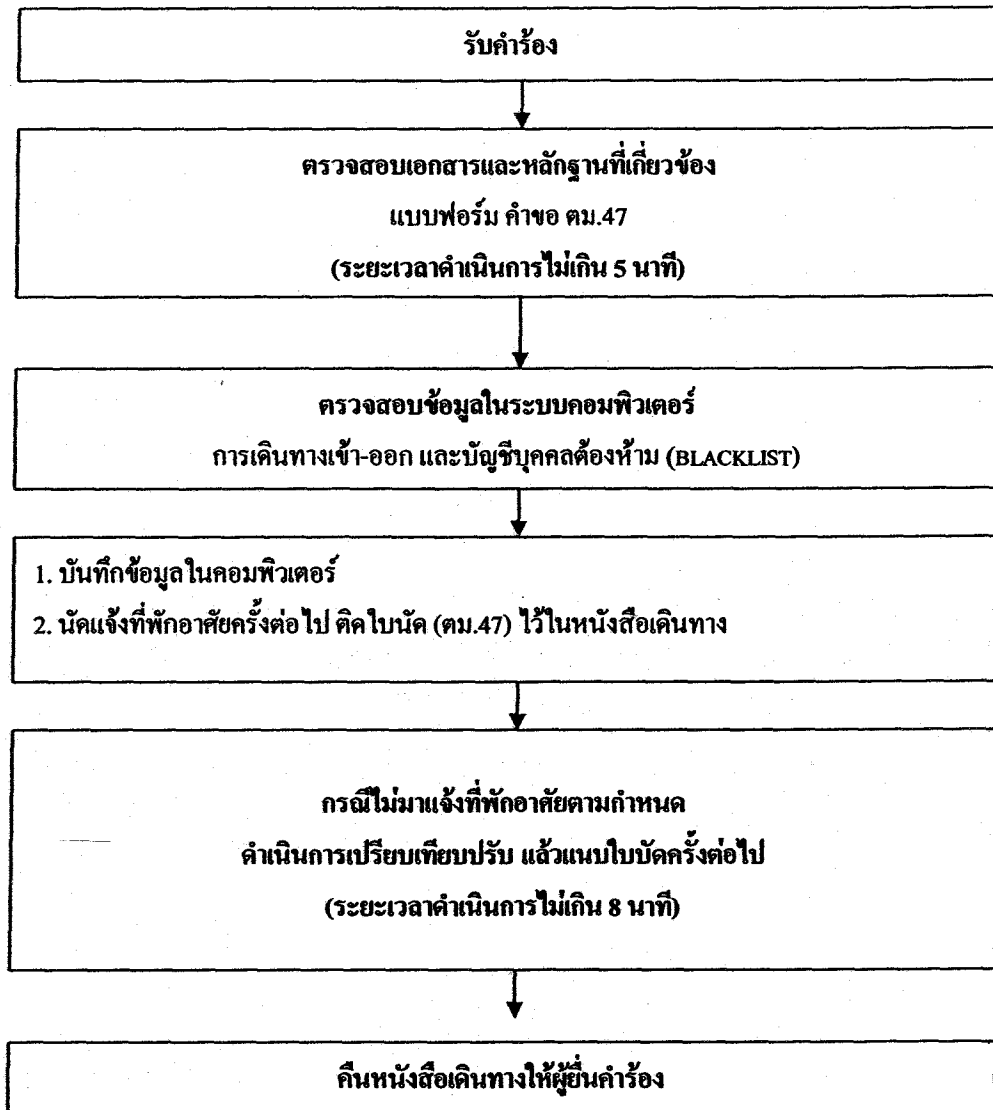 รับคำร้อง
ตรวจสอบเอกสารและหลักฐานที่เกี่ยวข้อง
แบบฟอร์ม คำขอ ตม.47
(ระยะเวลาดำเนินการไม่เกิน 5 นาที)
ตรวจสอบข้อมูลในระบบคอมพิวเตอร์
การเดินทางเข้า-ออก และบัญชีบุคคลต้องห้าม (BLACKLIST)
1. บันทึกข้อมูลในคอมพิวเตอร์
2. นัดแจ้งที่พักอาศัยครั้งต่อไป ติดใบนัด (ตม.47) ไว้ในหนังสือเดินทาง
กรณีไม่มาแจ้งที่พักอาศัยตามกำหนด
ดำเนินการเปรียบเทียบปรับ แล้วแนบใบบัดครั้งต่อไป
(ระยะเวลาดำเนินการไม่เกิน 8 นาที)
คืนหนังสือเดินทางให้ผู้ยื่นคำร้อง